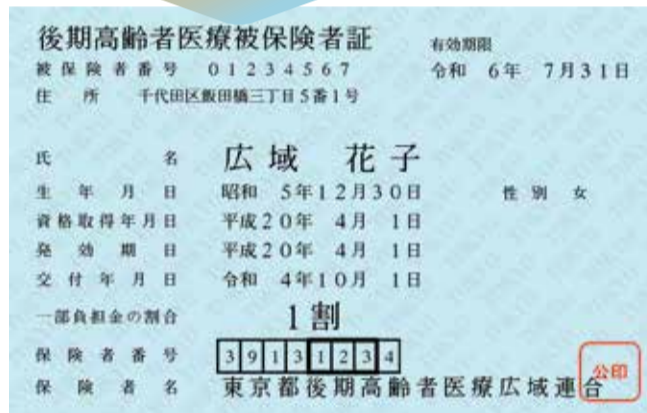 後期高齢者医療被保険者証
有効期限
被保険者番号 01234567
令和 6年 7月31日
住所 千代田区飯田橋三丁目5番1号
氏名 広域 花子
生年月日 昭和 5年12月30日 性別 女
資格取得年月日 平成20年 4月 1日
発効期日 平成20年 4月 1日
交付年月日 令和 4年10月 1日
一部負担金の割合 1割
保険者番号 39131234
保険者名 東京都後期高齢者医療広域連合
公印